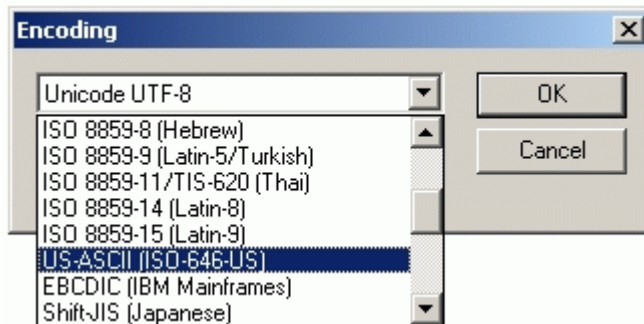 Encoding
Unicode UTF-8
OK
ISO 8859-8 (Hebrew)
ISO 8859-9 (Latin-5/Turkish)
Cancel
ISO 8859-11/TIS-620 (Thai)
ISO 8859-14 (Latin-8)
ISO 8859-15 (Latin-9)
US-ASCII (ISO-646-US)
EBCDIC (IBM Mainframes)
Shift-JIS (Japanese)